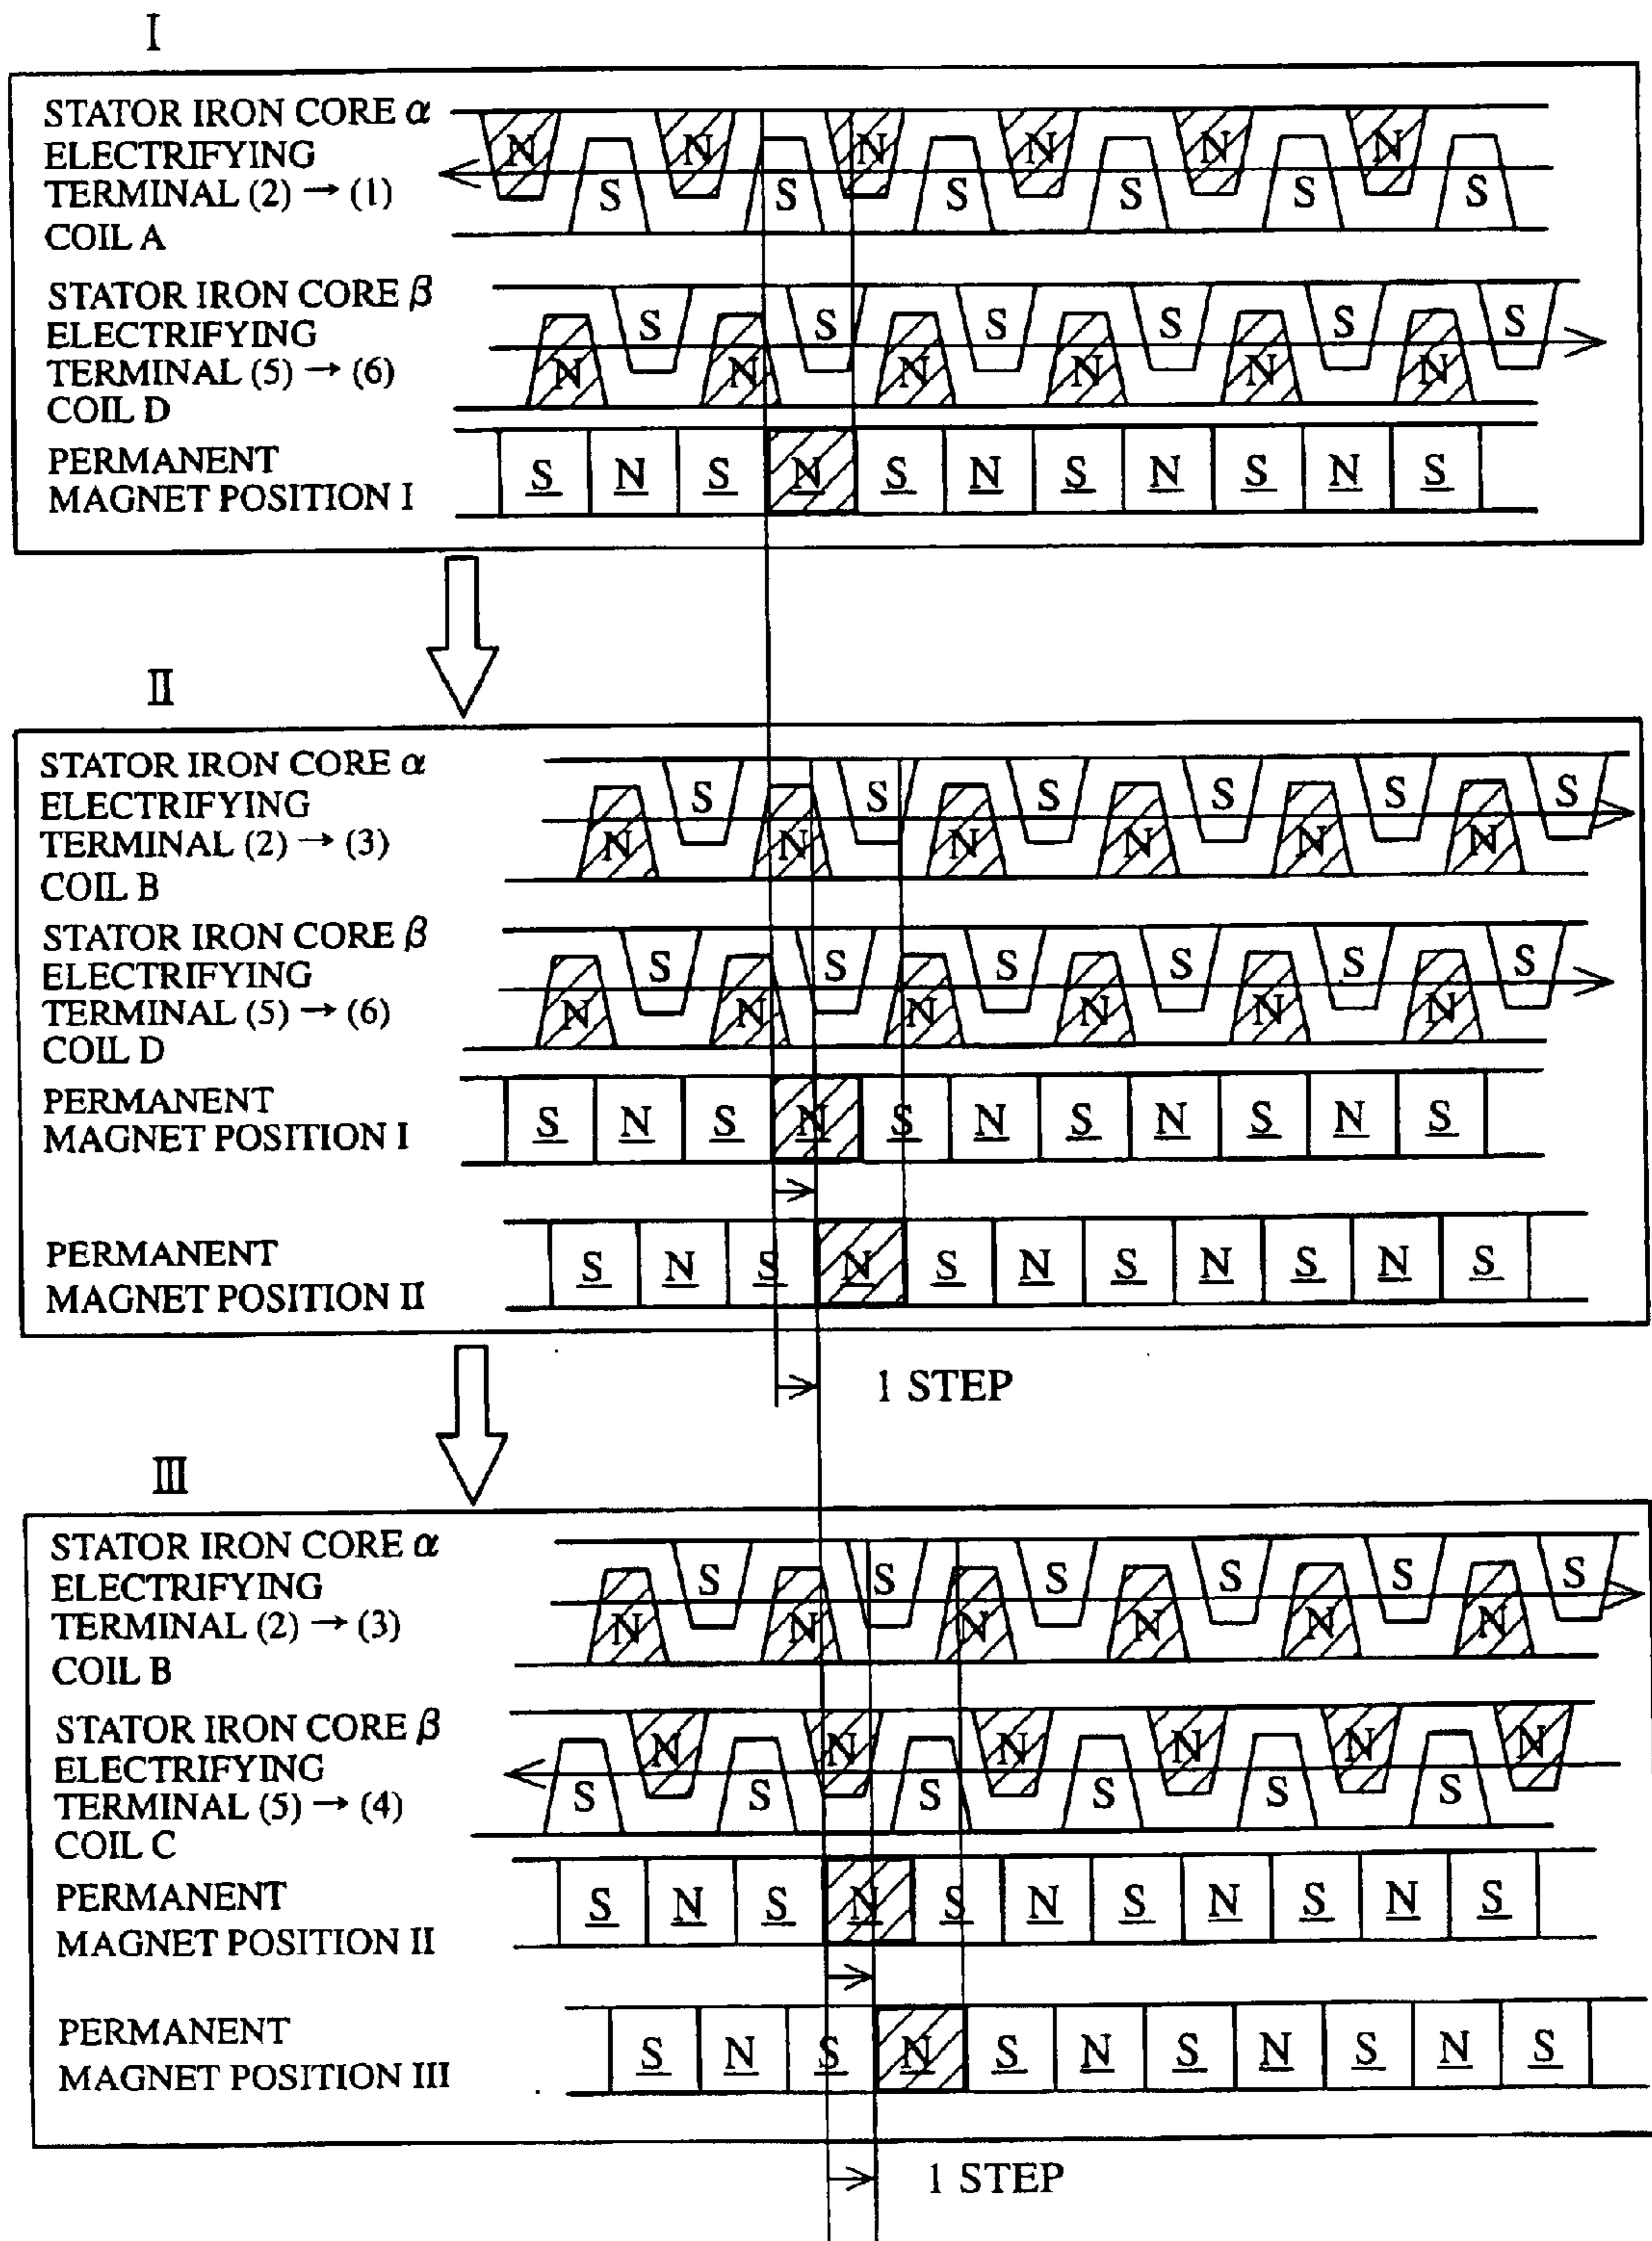 I
STATOR IRON CORE α
ELECTRIFYING
TERMINAL (2) → (1)
COIL A
N S N S N S N S N S N S
STATOR IRON CORE β
ELECTRIFYING
TERMINAL (5) → (6)
COIL D
N S N S N S N S N S N S
PERMANENT
MAGNET POSITION I
S N S N S N S N S N S
II
STATOR IRON CORE α
ELECTRIFYING
TERMINAL (2) → (3)
COIL B
N S N S N S N S N S N S
STATOR IRON CORE β
ELECTRIFYING
TERMINAL (5) → (6)
COIL D
N S N S N S N S N S N S
PERMANENT
MAGNET POSITION I
S N S N S N S N S N S
PERMANENT
MAGNET POSITION II
S N S N S N S N S N S
1 STEP
III
STATOR IRON CORE α
ELECTRIFYING
TERMINAL (2) → (3)
COIL B
N S N S N S N S N S N S
STATOR IRON CORE β
ELECTRIFYING
TERMINAL (5) → (4)
COIL C
S N S N S N S N S N S N
PERMANENT
MAGNET POSITION II
S N S N S N S N S N S
PERMANENT
MAGNET POSITION III
S N S N S N S N S N S
1 STEP